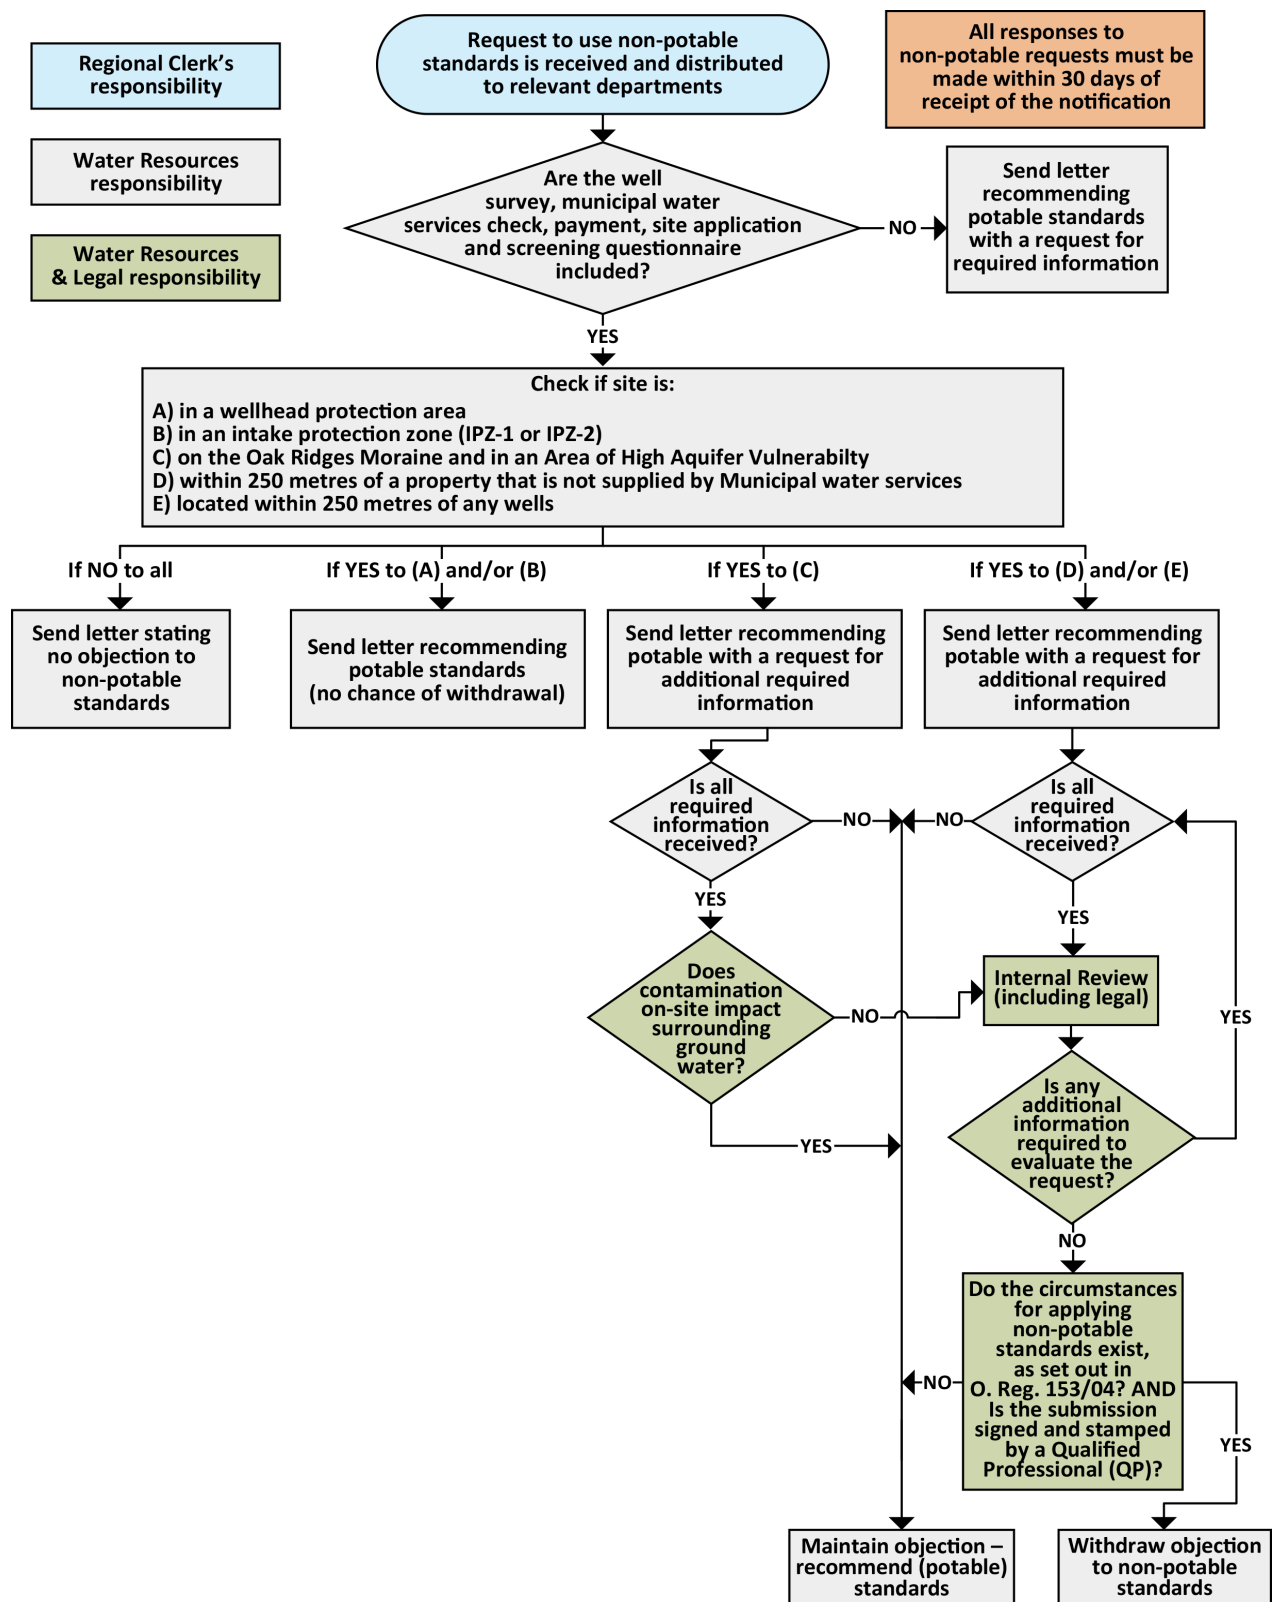 Regional Clerk's
responsibility
Water Resources
responsibility
Water Resources
& Legal responsibility
Request to use non-potable
standards is received and distributed
to relevant departments
All responses to
non-potable requests must be
made within 30 days of
receipt of the notification
Are the well
survey, municipal water
services check, payment, site application
and screening questionnaire
included?
NO
Send letter
recommending
potable standards
with a request for
required information
YES
Check if site is:
A) in a wellhead protection area
B) in an intake protection zone (IPZ-1 or IPZ-2)
C) on the Oak Ridges Moraine and in an Area of High Aquifer Vulnerabilty
D) within 250 metres of a property that is not supplied by Municipal water services
E) located within 250 metres of any wells
If NO to all
If YES to (A) and/or (B)
If YES to (C)
If YES to (D) and/or (E)
Send letter stating
no objection to
non-potable
standards
Send letter recommending
potable standards
(no chance of withdrawal)
Send letter recommending
potable with a request for
additional required
information
Send letter recommending
potable with a request for
additional required
information
Is all
required
information
received?
NO
NO
Is all
required
information
received?
YES
YES
Does
contamination
on-site impact
surrounding
ground
water?
NO
Internal Review
(including legal)
YES
Is any
additional
information
required to
evaluate the
request?
YES
NO
Do the circumstances
for applying
non-potable
standards exist,
as set out in
O. Reg. 153/04? AND
Is the submission
signed and stamped
by a Qualified
Professional (QP)?
NO
YES
Maintain objection –
recommend (potable)
standards
Withdraw objection
to non-potable
standards